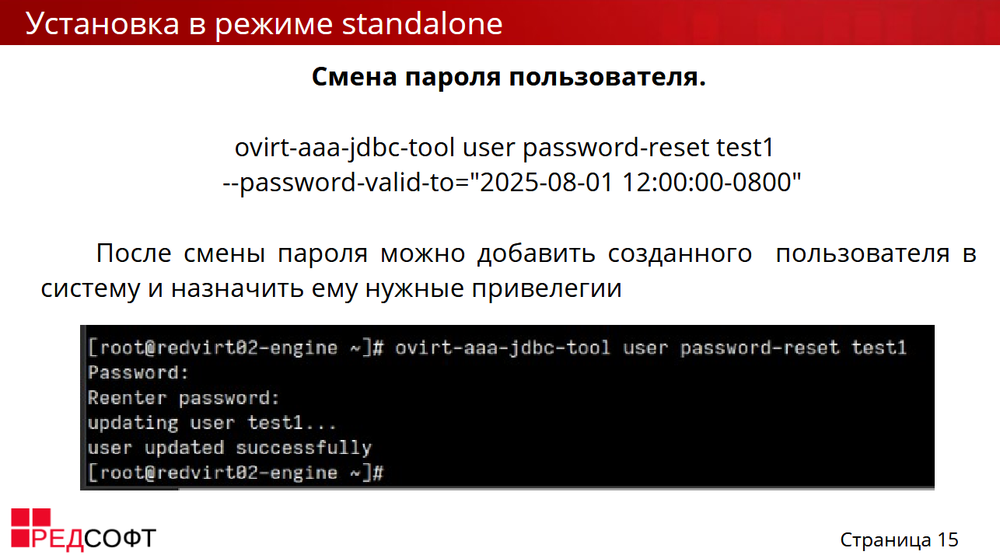 Установка в режиме standalone
Смена пароля пользователя.
ovirt-aaa-jdbc-tool user password-reset test1
--password-valid-to="2025-08-01 12:00:00-0800"
После смены пароля можно добавить созданного пользователя в
систему и назначить ему нужные привелегии
[root@redvirt02-engine ~]# ovirt-aaa-jdbc-tool user password-reset test1
Password:
Reenter password:
updating user test1...
user updated successfully
[root@redvirt02-engine ~]#
РЕДСОФТ
Страница 15